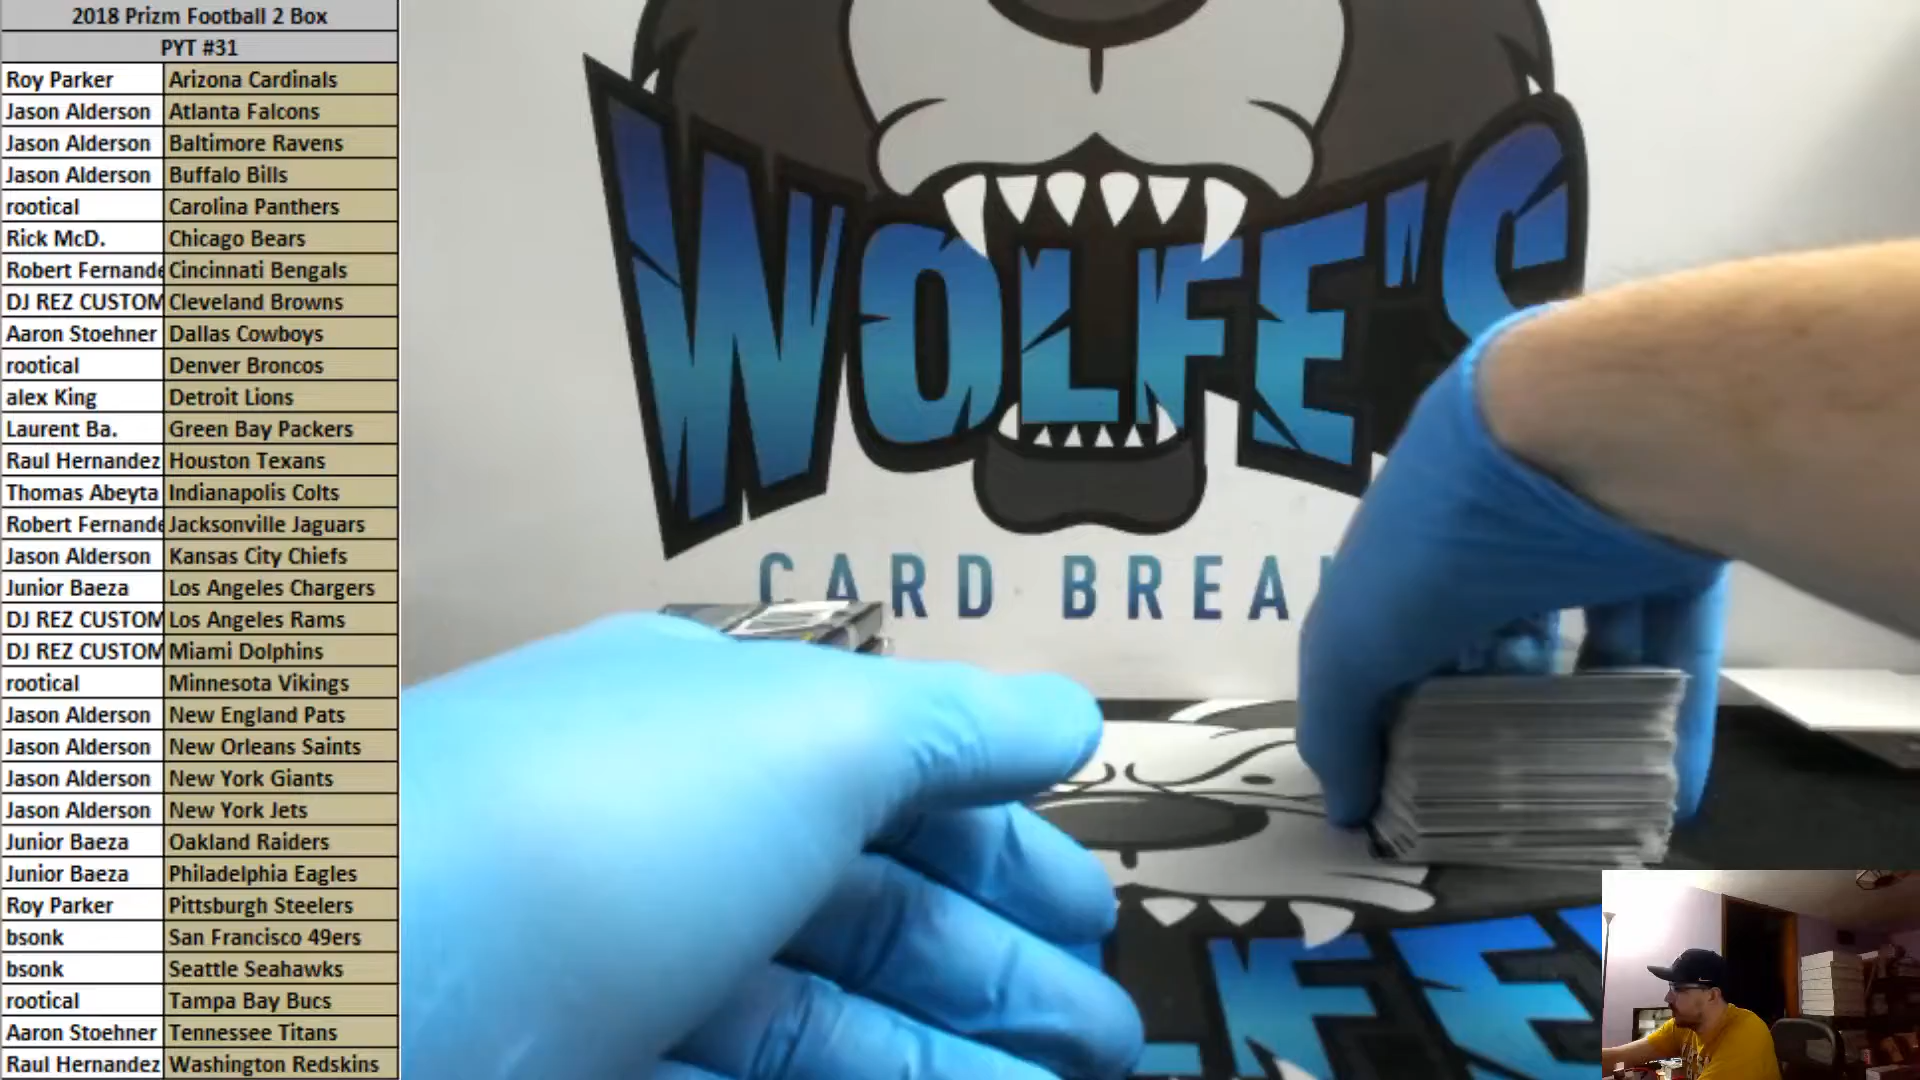 2018 Prizm Football 2 Box
PYT #31
Roy Parker Arizona Cardinals
Jason Alderson Atlanta Falcons
Jason Alderson Baltimore Ravens
Jason Alderson Buffalo Bills
rootical Carolina Panthers
Rick McD. Chicago Bears
Robert Fernande Cincinnati Bengals
DJ REZ CUSTOM Cleveland Browns
Aaron Stoehner Dallas Cowboys
rootical Denver Broncos
alex King Detroit Lions
Laurent Ba. Green Bay Packers
Raul Hernandez Houston Texans
Thomas Abeyta Indianapolis Colts
Robert Fernande Jacksonville Jaguars
Jason Alderson Kansas City Chiefs
Junior Baeza Los Angeles Chargers
DJ REZ CUSTOM Los Angeles Rams
DJ REZ CUSTOM Miami Dolphins
rootical Minnesota Vikings
Jason Alderson New England Pats
Jason Alderson New Orleans Saints
Jason Alderson New York Giants
Jason Alderson New York Jets
Junior Baeza Oakland Raiders
Junior Baeza Philadelphia Eagles
Roy Parker Pittsburgh Steelers
bsonk San Francisco 49ers
bsonk Seattle Seahawks
rootical Tampa Bay Bucs
Aaron Stoehner Tennessee Titans
Raul Hernandez Washington Redskins
WOLFE'S
CARD BREA
LFE